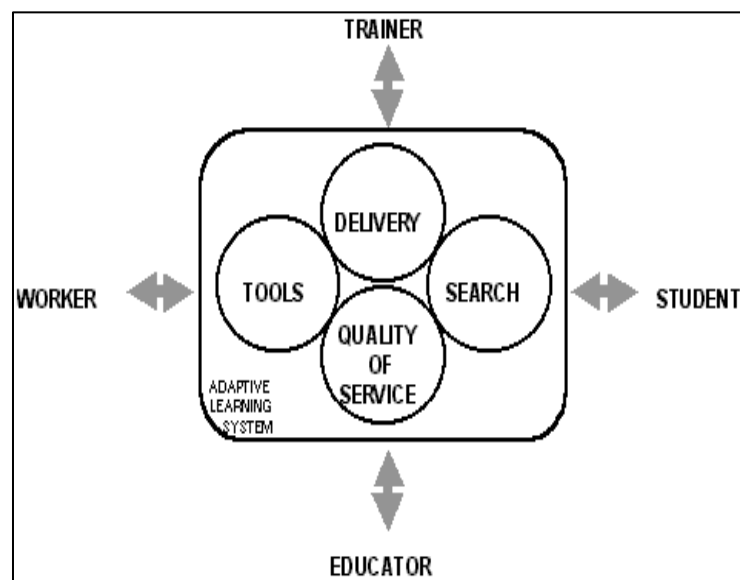 TRAINER
DELIVERY
WORKER
TOOLS
SEARCH
STUDENT
QUALITY
OF
SERVICE
ADAPTIVE
LEARNING
SYSTEM
EDUCATOR